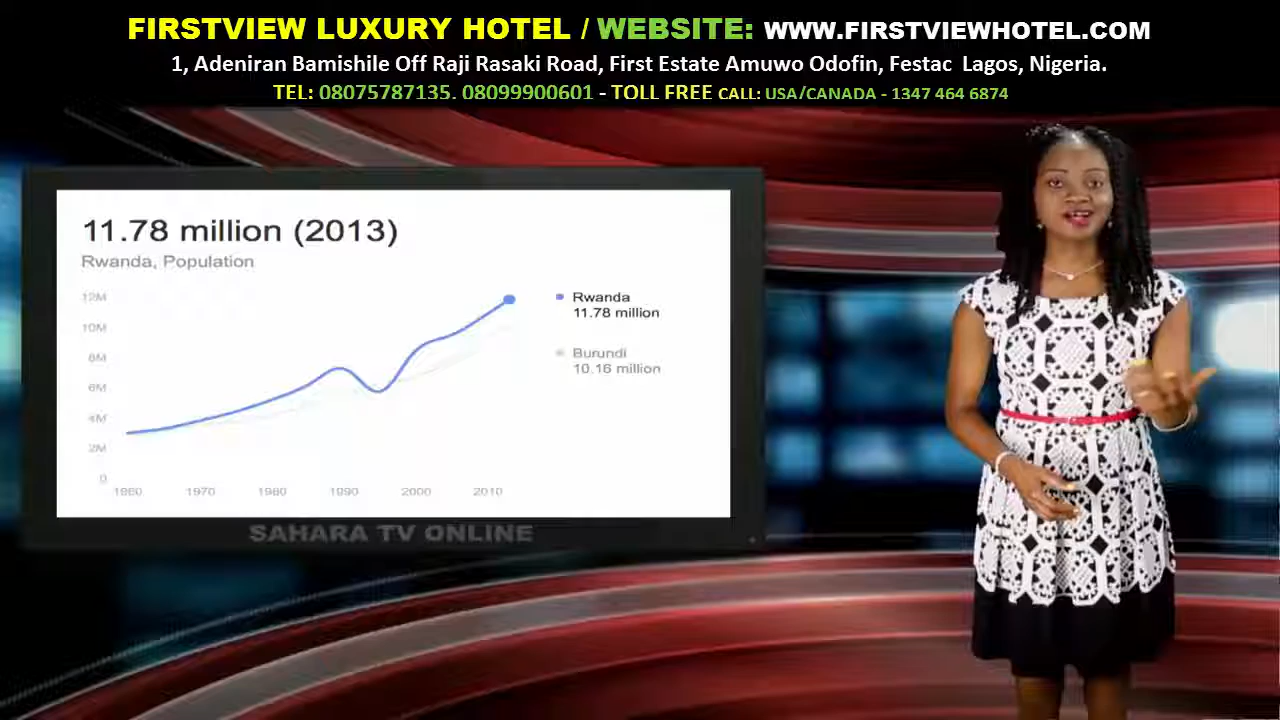 FIRSTVIEW LUXURY HOTEL / WEBSITE: WWW.FIRSTVIEWHOTEL.COM
1, Adeniran Bamishile Off Raji Rasaki Road, First Estate Amuwo Odofin, Festac Lagos, Nigeria.
TEL: 08075787135. 08099900601 - TOLL FREE CALL: USA/CANADA - 1347 464 6874
11.78 million (2013)
Rwanda, Population
12M
10M
8M
6M
4M
2M
0
1960 1970 1980 1990 2000 2010
Rwanda
11.78 million
Burundi
10.16 million
SAHARA TV ONLINE